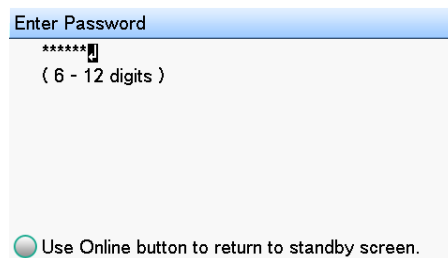 Enter Password
******↲
( 6 - 12 digits )
Use Online button to return to standby screen.